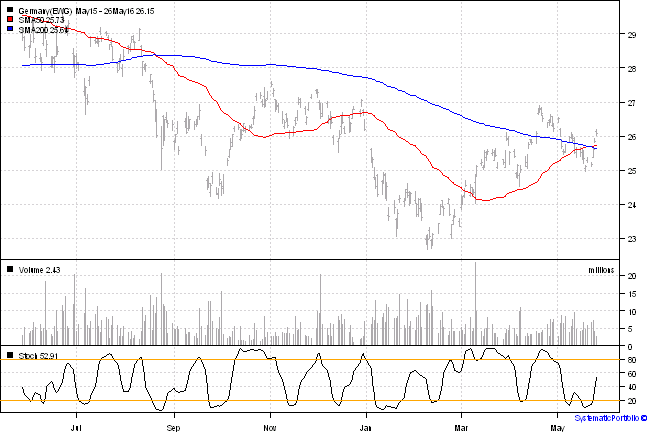 Germany(EWG) May15 - 26May16 26.15
SMA50 25.73
SMA200 25.64
29
28
27
26
25
24
23
Volume 2.43
millions
20
15
10
5
0
Stoch 52.91
80
60
40
20
Jul Sep Nov Jan Mar May
SystematicPortfolio ©